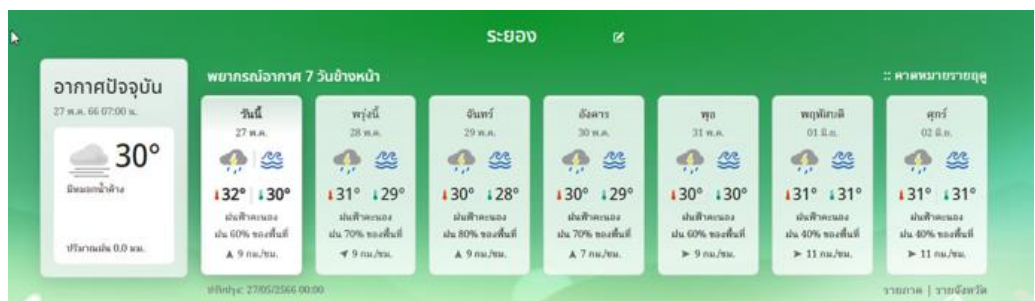 ระยอง
อากาศปัจจุบัน
27 พ.ค. 66 07:00 น.
30°
มีหมอกน้ำค้าง
ปริมาณฝน 0.0 มม.
พยากรณ์อากาศ 7 วันข้างหน้า
:: คาดหมายรายฤดู
วันนี้
27 พ.ค.
32° 30°
ฝนฟ้าคะนอง
ฝน 60% ของพื้นที่
9 กม./ชม.
พรุ่งนี้
28 พ.ค.
31° 29°
ฝนฟ้าคะนอง
ฝน 70% ของพื้นที่
9 กม./ชม.
จันทร์
29 พ.ค.
30° 28°
ฝนฟ้าคะนอง
ฝน 80% ของพื้นที่
9 กม./ชม.
อังคาร
30 พ.ค.
30° 29°
ฝนฟ้าคะนอง
ฝน 70% ของพื้นที่
7 กม./ชม.
พุธ
31 พ.ค.
30° 30°
ฝนฟ้าคะนอง
ฝน 60% ของพื้นที่
9 กม./ชม.
พฤหัสบดี
01 มิ.ย.
31° 31°
ฝนฟ้าคะนอง
ฝน 40% ของพื้นที่
11 กม./ชม.
ศุกร์
02 มิ.ย.
31° 31°
ฝนฟ้าคะนอง
ฝน 40% ของพื้นที่
11 กม./ชม.
27/05/2566 00:00
รายภาค | รายจังหวัด